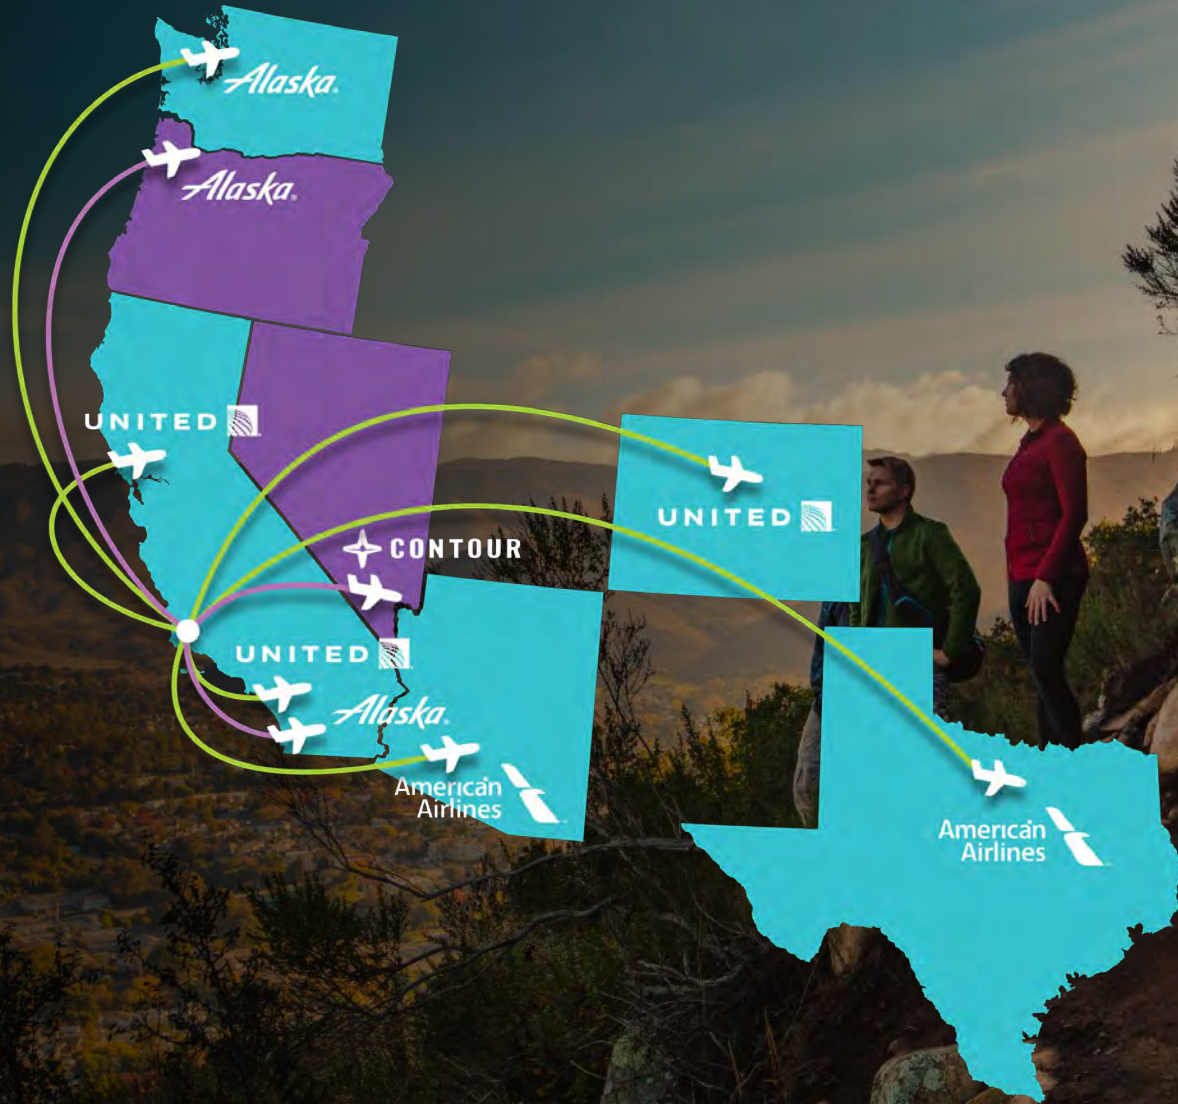 Alaska.
Alaska.
UNITED
CONTOUR
UNITED
UNITED
Alaska.
American
Airlines
American
Airlines